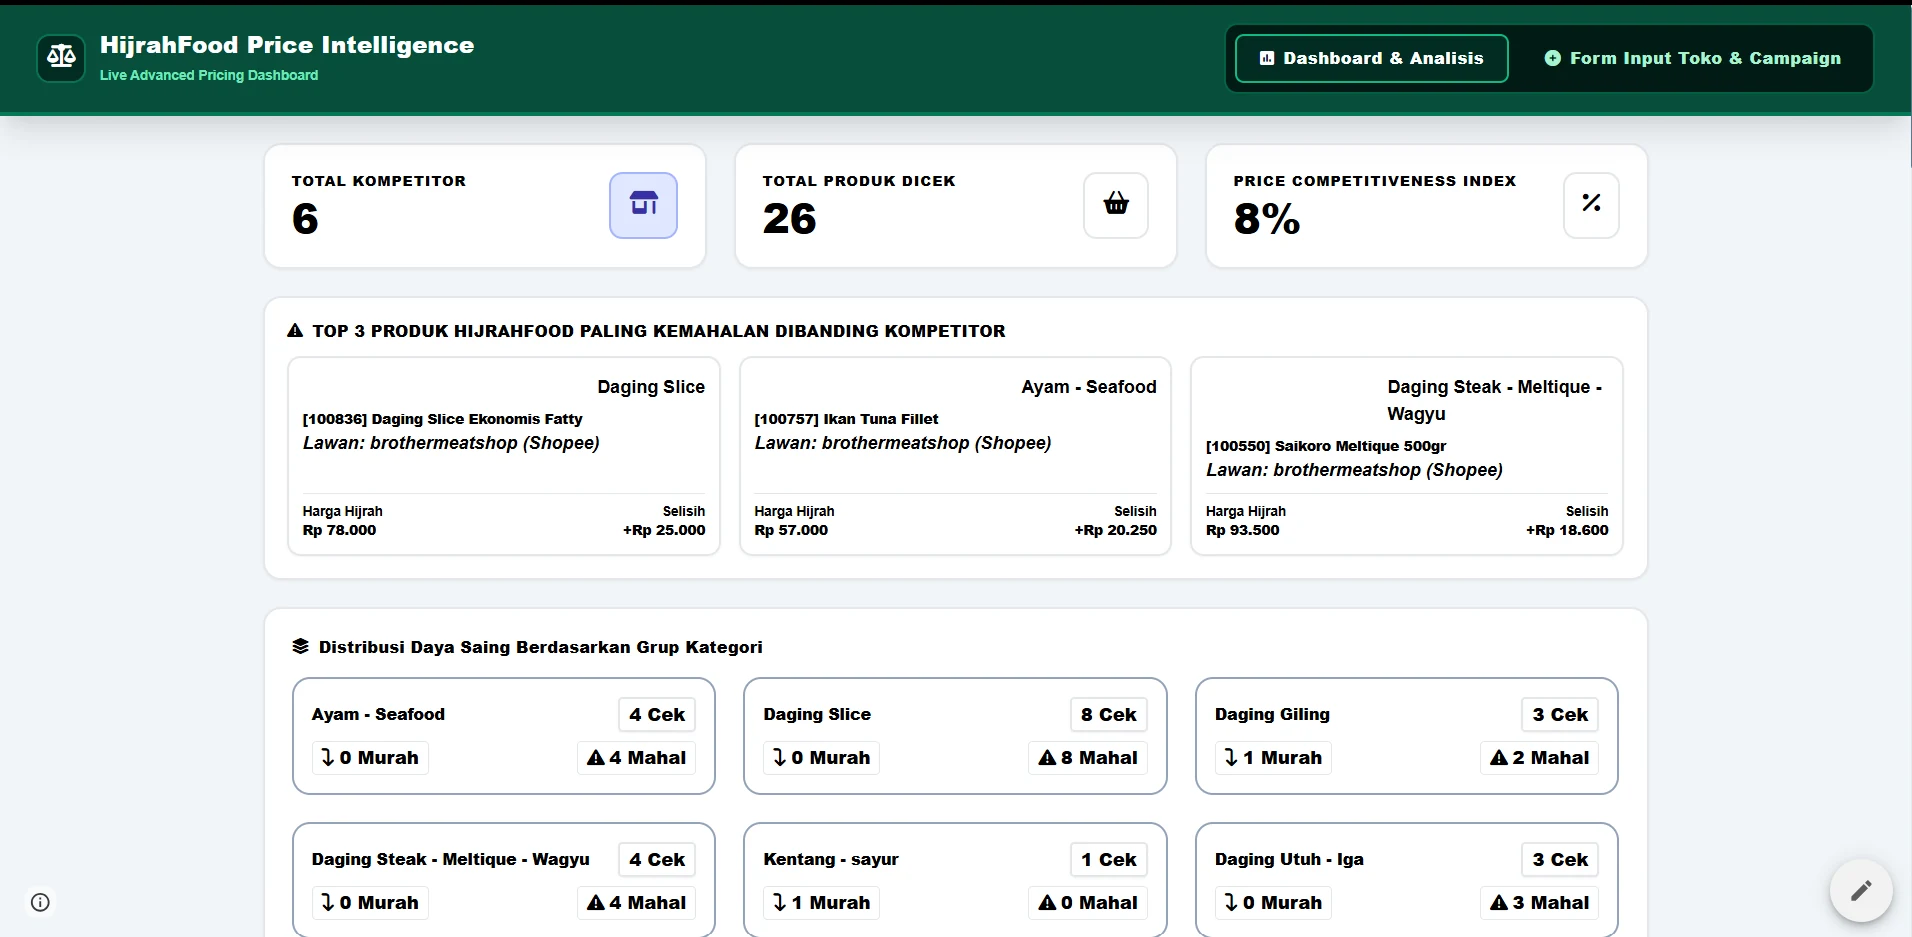 HijrahFood Price Intelligence
Live Advanced Pricing Dashboard
Dashboard & Analisis
Form Input Toko & Campaign
TOTAL KOMPETITOR
6
TOTAL PRODUK DICEK
26
PRICE COMPETITIVENESS INDEX
8%
TOP 3 PRODUK HIJRAHFOOD PALING KEMAHALAN DIBANDING KOMPETITOR
Daging Slice
[100836] Daging Slice Ekonomis Fatty
Lawan: brothermeatshop (Shopee)
Harga Hijrah
Selisih
Rp 78.000
+Rp 25.000
Ayam - Seafood
[100757] Ikan Tuna Fillet
Lawan: brothermeatshop (Shopee)
Harga Hijrah
Selisih
Rp 57.000
+Rp 20.250
Daging Steak - Meltique -
Wagyu
[100550] Saikoro Meltique 500gr
Lawan: brothermeatshop (Shopee)
Harga Hijrah
Selisih
Rp 93.500
+Rp 18.600
Distribusi Daya Saing Berdasarkan Grup Kategori
Ayam - Seafood
4 Cek
0 Murah
4 Mahal
Daging Slice
8 Cek
0 Murah
8 Mahal
Daging Giling
3 Cek
1 Murah
2 Mahal
Daging Steak - Meltique - Wagyu
4 Cek
0 Murah
4 Mahal
Kentang - sayur
1 Cek
1 Murah
0 Mahal
Daging Utuh - Iga
3 Cek
0 Murah
3 Mahal